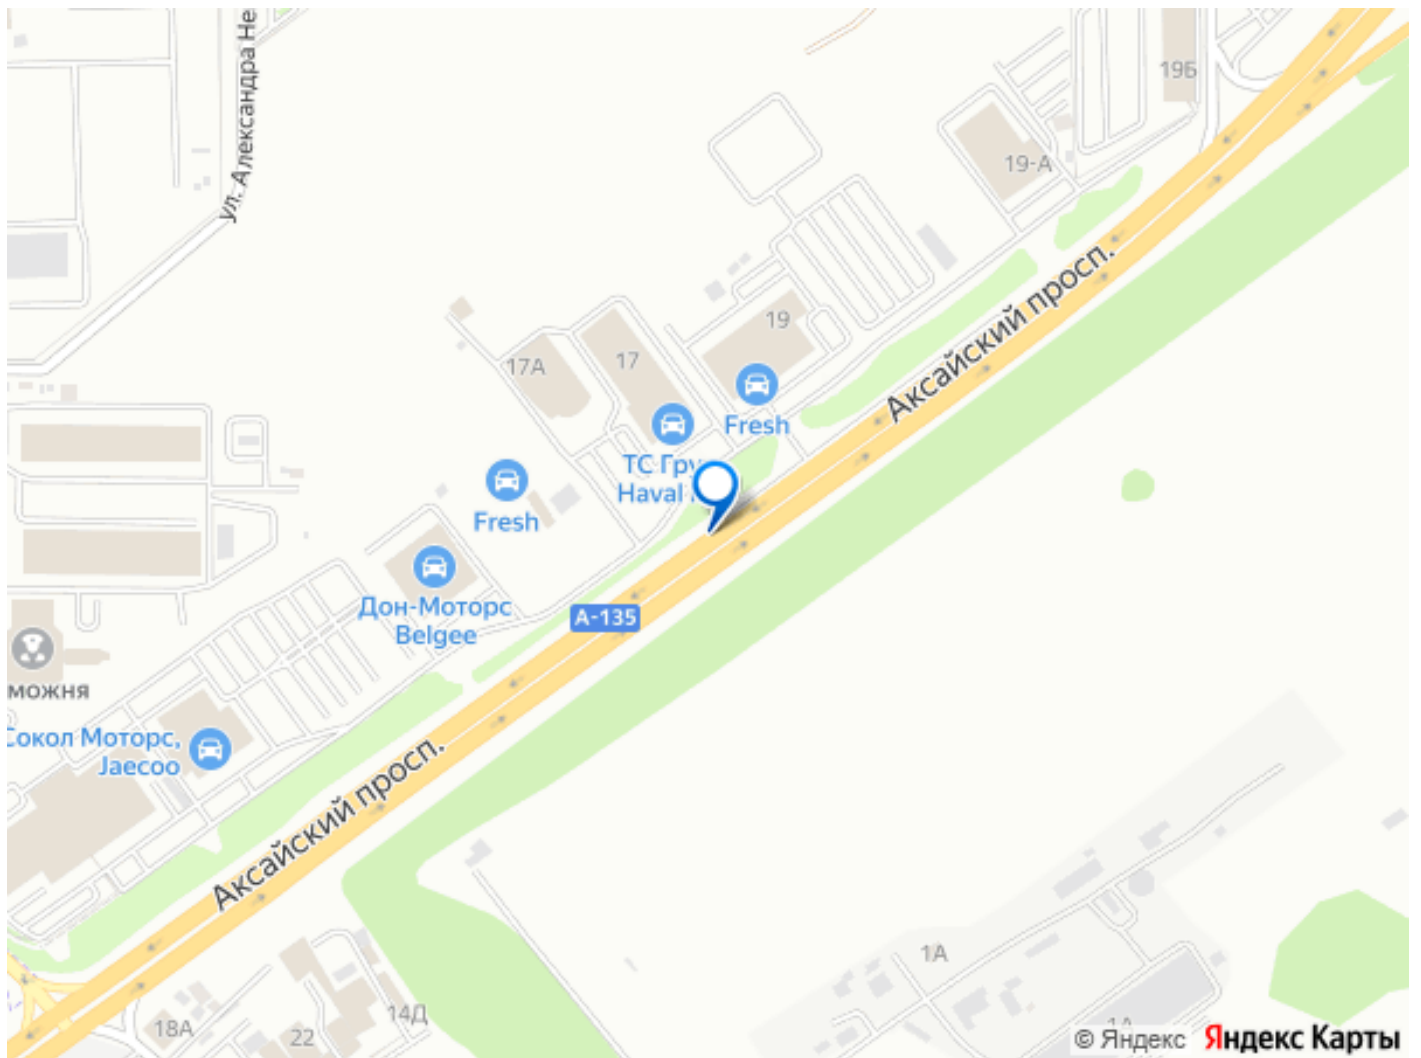 ул. Александра Не
19Б
19-А
Аксайский просп.
19
17
17А
Fresh
ТС Гру
Haval
Fresh
Дон-Моторс
Belgee
А-135
можня
Сокол Моторс,
Jaecoo
Аксайский просп.
1А
1А
14Д
18А
22
© Яндекс Яндекс Карты